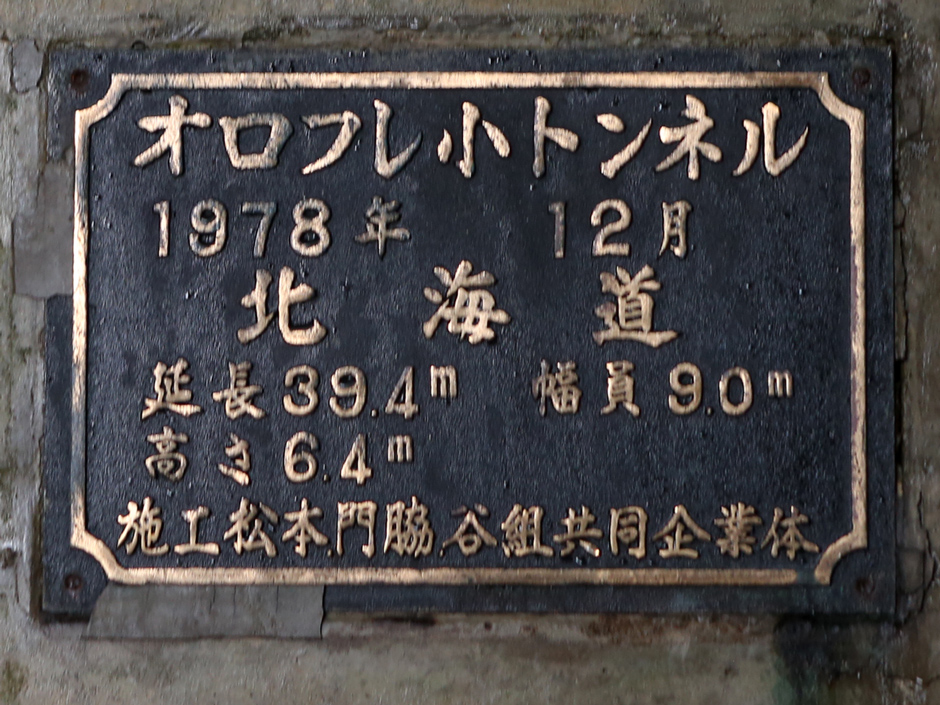 オロフレ小トンネル
1978年 12月
北海道
延長39.4m 幅員9.0m
高さ6.4m
施工松本.門脇.谷組共同企業体